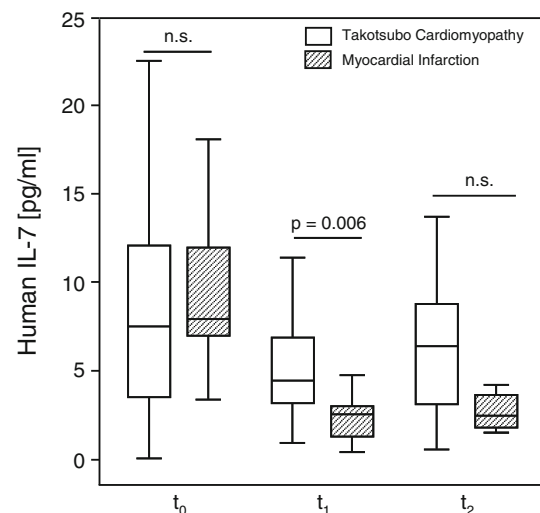 25
20
15
10
5
0
Human IL-7 [pg/ml]
n.s.
p = 0.006
n.s.
Takotsubo Cardiomyopathy
Myocardial Infarction
t₀
t₁
t₂